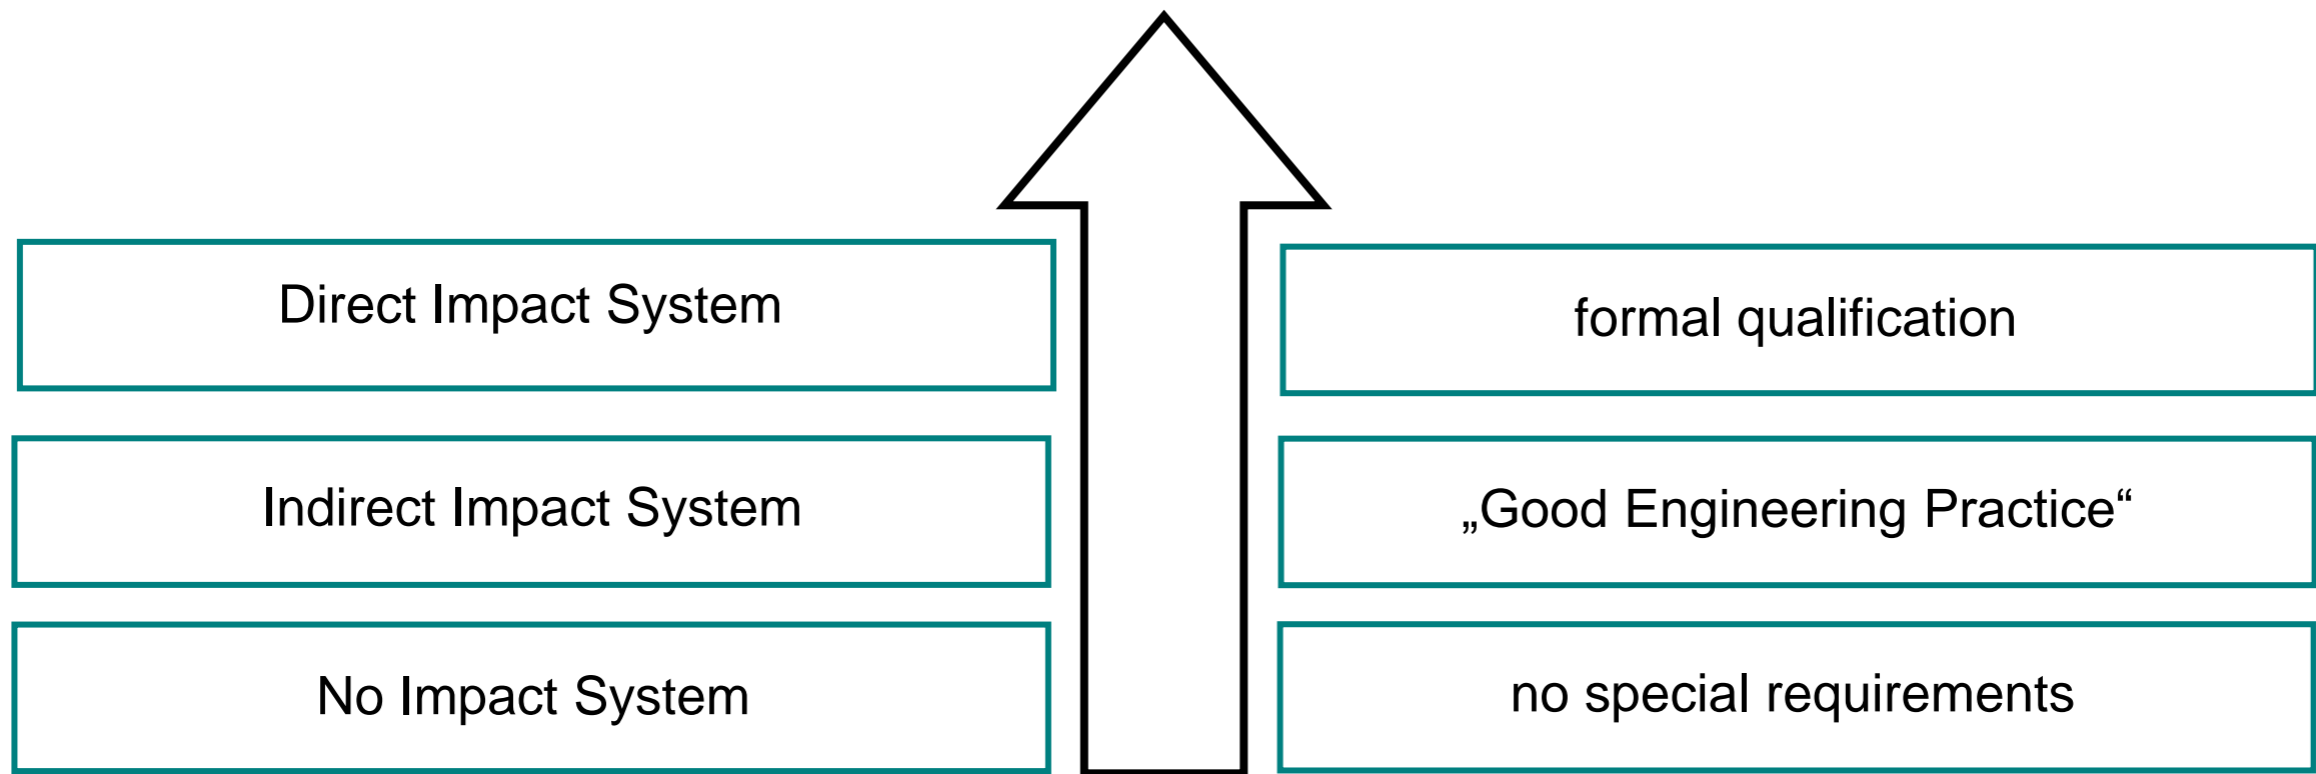 Direct Impact System
formal qualification
Indirect Impact System
„Good Engineering Practice“
No Impact System
no special requirements